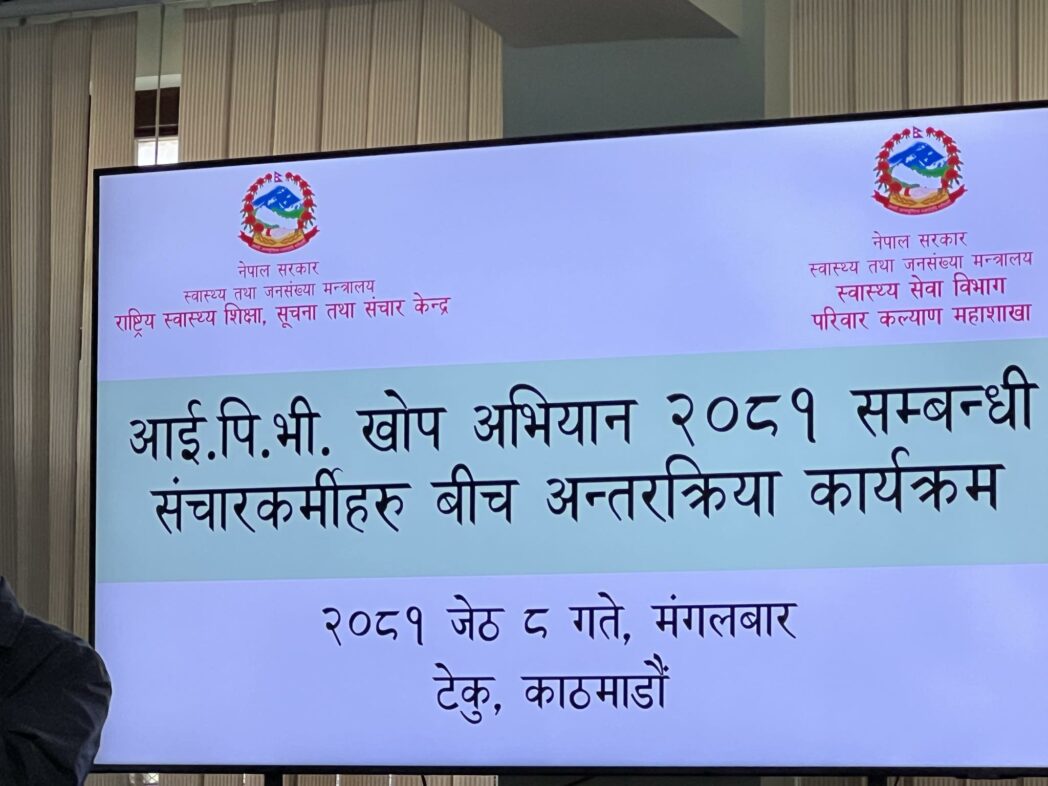 नेपाल सरकार
स्वास्थ्य तथा जनसंख्या मन्त्रालय
राष्ट्रिय स्वास्थ्य शिक्षा, सूचना तथा संचार केन्द्र
नेपाल सरकार
स्वास्थ्य तथा जनसंख्या मन्त्रालय
स्वास्थ्य सेवा विभाग
परिवार कल्याण महाशाखा
आई.पि.भी. खोप अभियान २०८१ सम्बन्धी
संचारकर्मीहरु बीच अन्तरक्रिया कार्यक्रम
२०८१ जेठ ८ गते, मंगलबार
टेकु, काठमाडौं